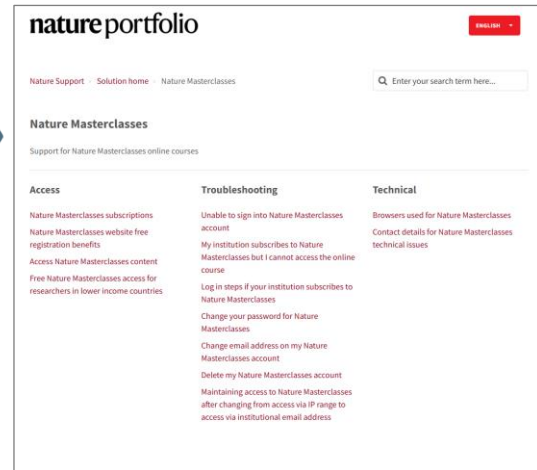 nature portfolio
ENGLISH
Nature Support Solution home Nature Masterclasses
Enter your search term here...
Nature Masterclasses
Support for Nature Masterclasses online courses
Access
Nature Masterclasses subscriptions
Nature Masterclasses website free
registration benefits
Access Nature Masterclasses content
Free Nature Masterclasses access for
researchers in lower income countries
Troubleshooting
Unable to sign into Nature Masterclasses
account
My institution subscribes to Nature
Masterclasses but I cannot access the online
course
Log in steps if your institution subscribes to
Nature Masterclasses
Change your password for Nature
Masterclasses
Change email address on my Nature
Masterclasses account
Delete my Nature Masterclasses account
Maintaining access to Nature Masterclasses
after changing from access via IP range to
access via institutional email address
Technical
Browsers used for Nature Masterclasses
Contact details for Nature Masterclasses
technical issues